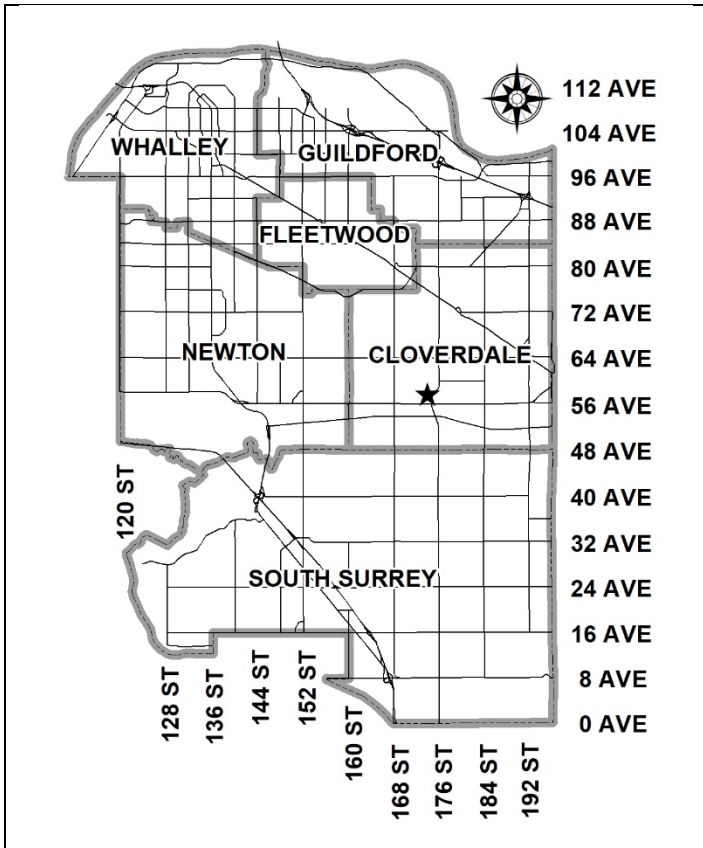 112 AVE
104 AVE
WHALLEY
GUILDFORD
96 AVE
88 AVE
FLEETWOOD
80 AVE
72 AVE
NEWTON
CLOVERDALE
64 AVE
56 AVE
48 AVE
120 ST
40 AVE
32 AVE
SOUTH SURREY
24 AVE
16 AVE
128 ST
136 ST
144 ST
152 ST
160 ST
8 AVE
0 AVE
168 ST
176 ST
184 ST
192 ST